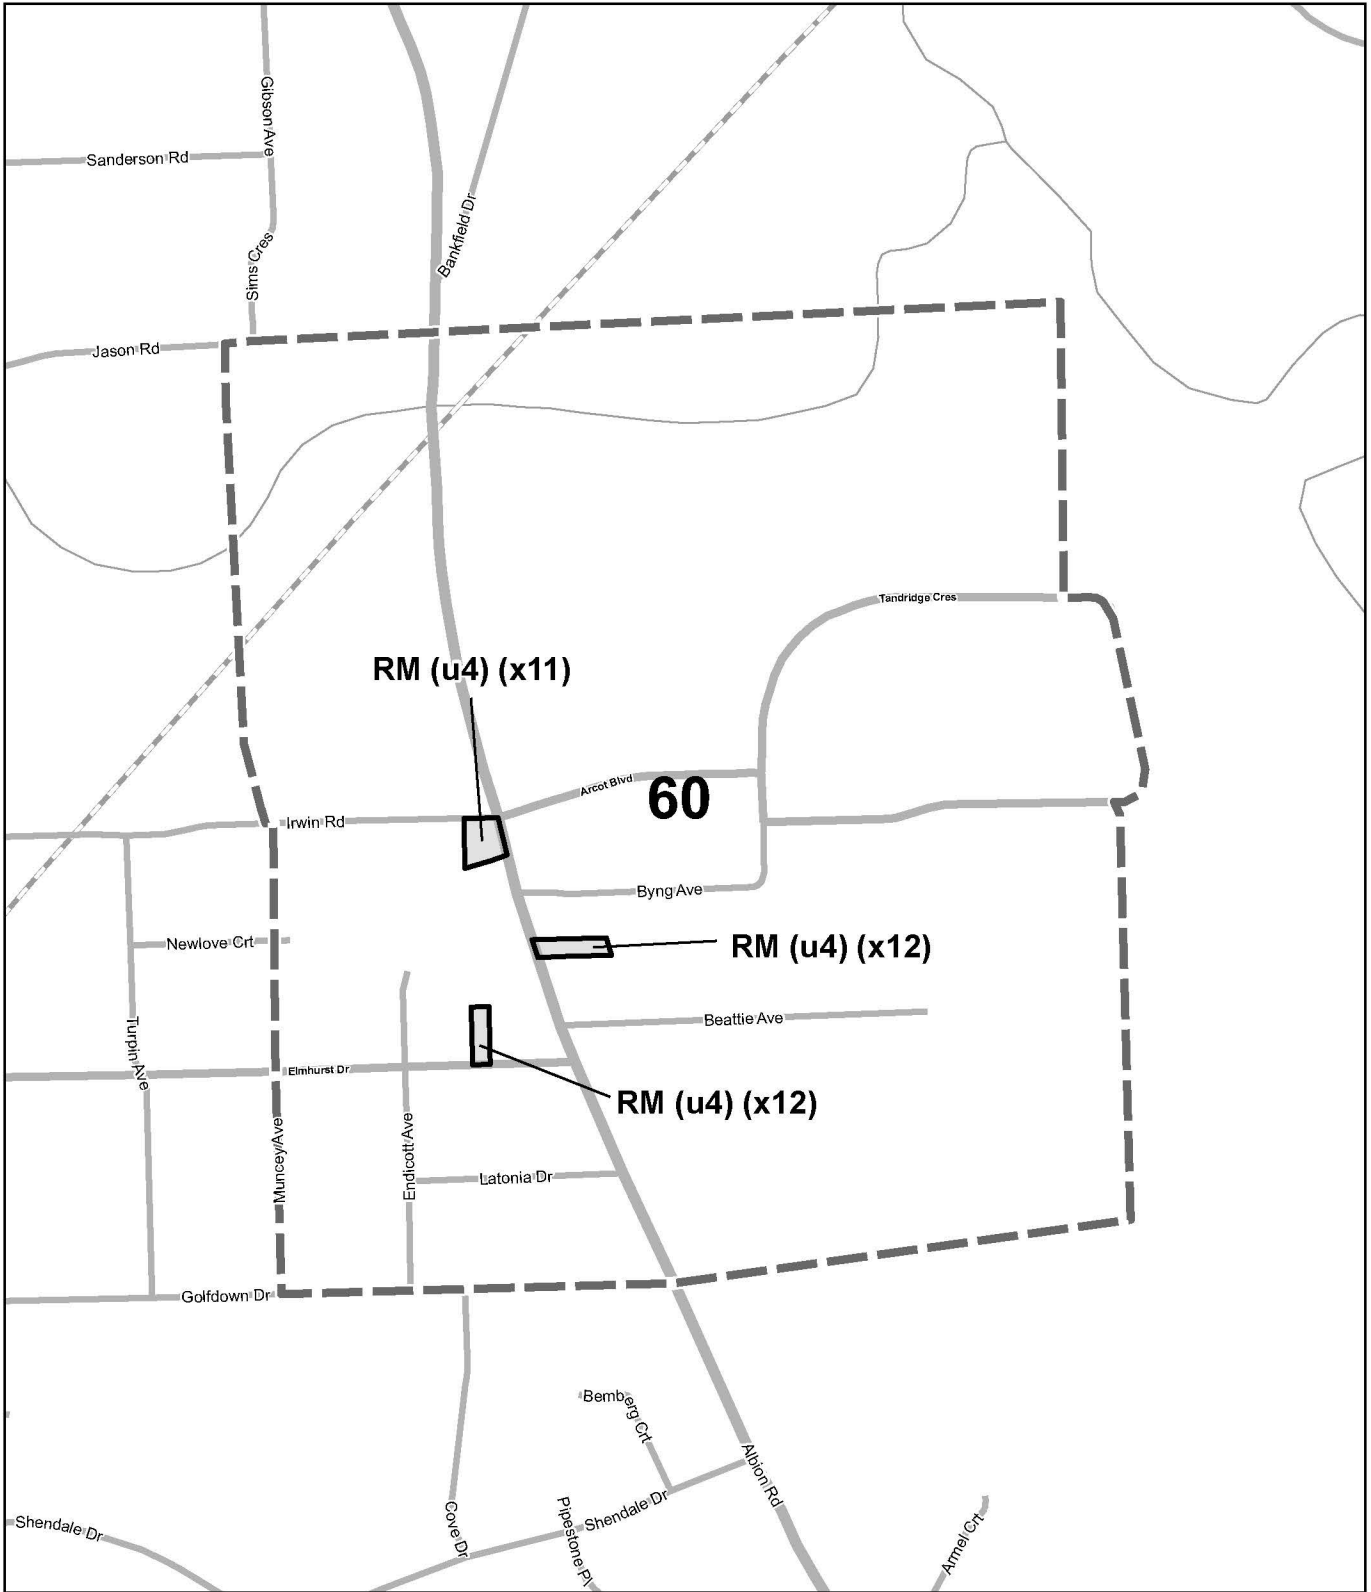 Gibson Ave
Sanderson Rd
Bankfield Dr
Sims Cres
Jason Rd
Tandridge Cres
RM (u4) (x11)
Arcot Blvd
60
Irwin Rd
Byng Ave
Newlove Crt
RM (u4) (x12)
Beattie Ave
Turpin Ave
Elmhurst Dr
RM (u4) (x12)
Muncey Ave
Endicott Ave
Latonia Dr
Golfdown Dr
Bemberg Crt
Albion Rd
Shendale Dr
Cove Dr
Pipestone Pl
Shendale Dr
Armel Crt